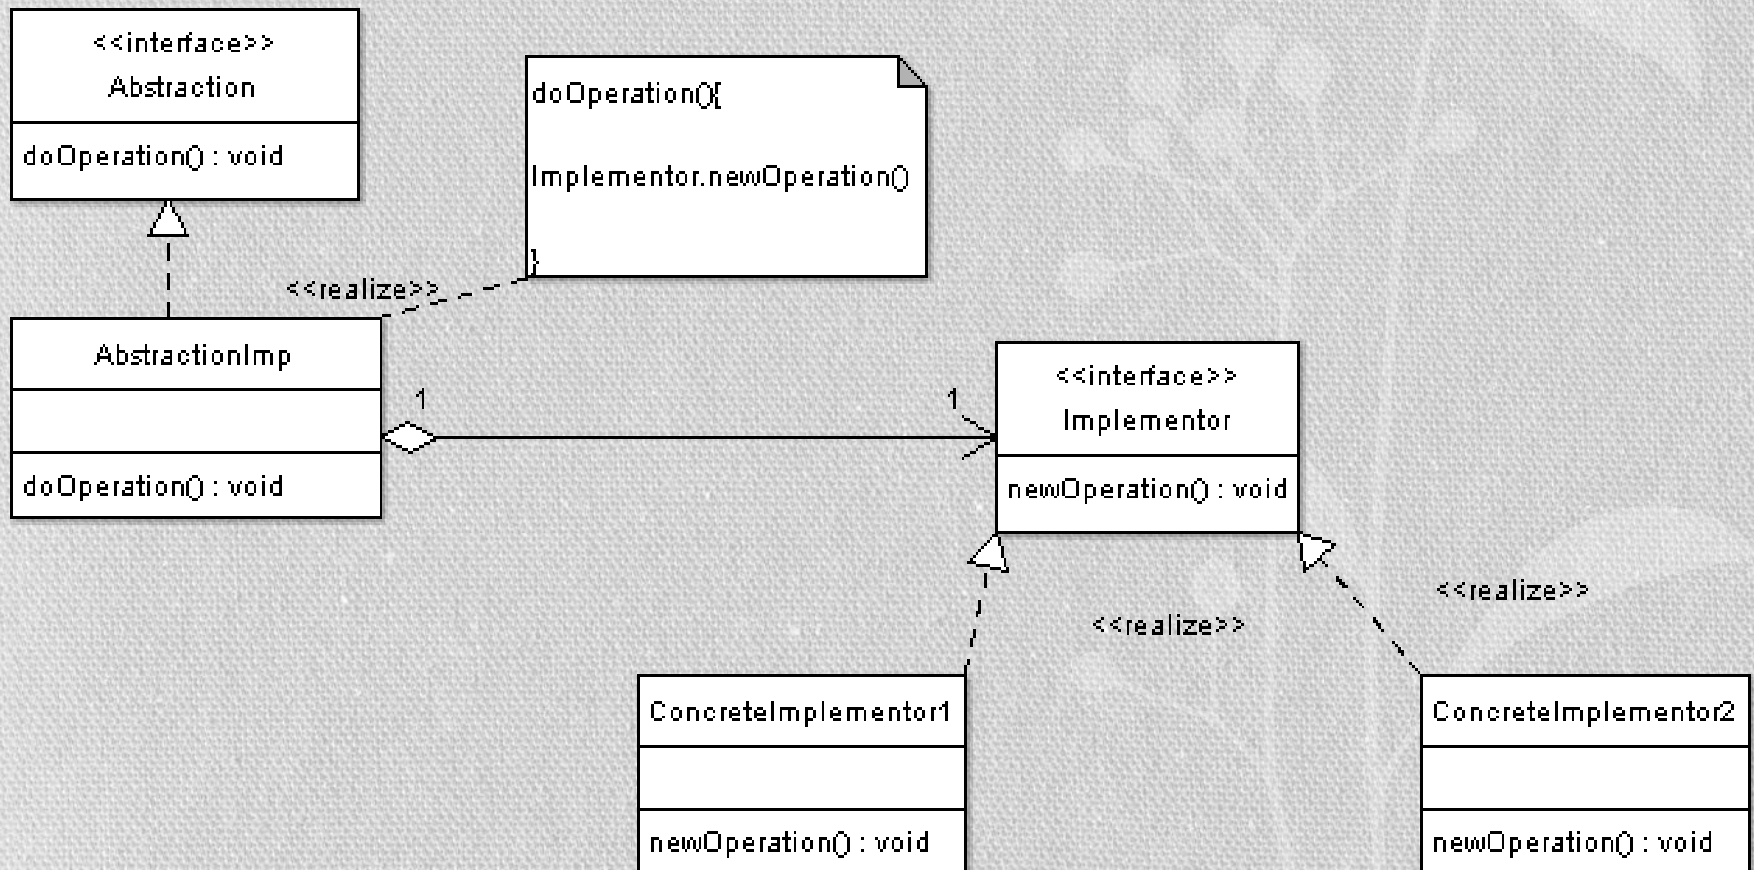 <<interface>>
Abstraction
doOperation() : void
doOperation(){
Implementor.newOperation()
}
<<realize>>
AbstractionImp
doOperation() : void
1
1
<<interface>>
Implementor
newOperation() : void
<<realize>>
<<realize>>
ConcreteImplementor1
newOperation() : void
ConcreteImplementor2
newOperation() : void